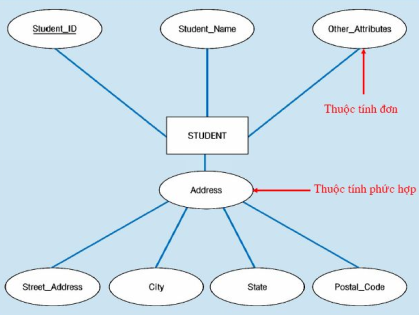 Student_ID
Student_Name
Other_Attributes
Thuộc tính đơn
STUDENT
Address
Thuộc tính phức hợp
Street_Address
City
State
Postal_Code